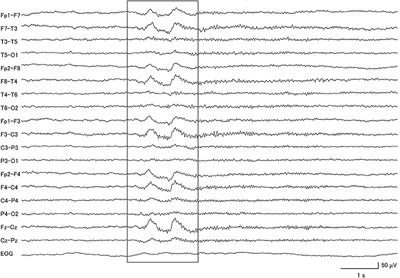 Fp1-F7
F7-T3
T3-T5
T5-O1
Fp2-F8
F8-T4
T4-T6
T6-O2
Fp1-F3
F3-C3
C3-P3
P3-O1
Fp2-F4
F4-C4
C4-P4
P4-O2
Fz-Cz
Cz-Pz
EOG
50 μV
1 s